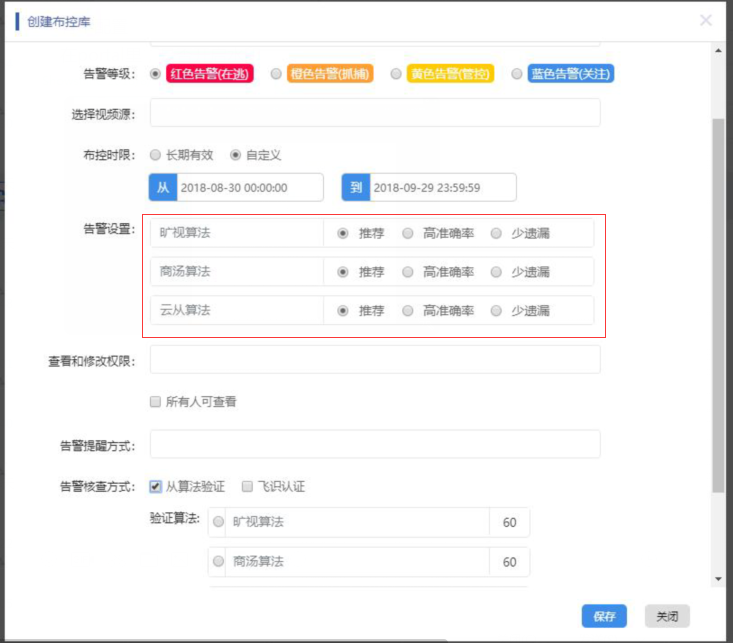 创建布控库
告警等级: 红色告警(在逃) 橙色告警(抓捕) 黄色告警(管控) 蓝色告警(关注)
选择视频源:
布控时限: 长期有效 自定义
从 2018-08-30 00:00:00 到 2018-09-29 23:59:59
告警设置: 旷视算法 推荐 高准确率 少遗漏
商汤算法 推荐 高准确率 少遗漏
云从算法 推荐 高准确率 少遗漏
查看和修改权限:
所有人可查看
告警提醒方式:
告警核查方式: 从算法验证 飞识认证
验证算法: 旷视算法 60
商汤算法 60
保存 关闭